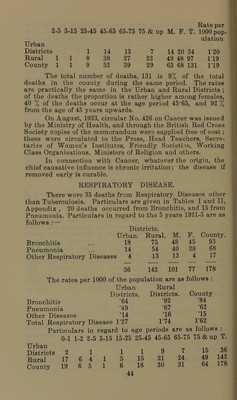 Rate per
2-5 5-15 25-45 45-65 65-75 75 & up M. F. T. 1000 pop-
ulation
Urban
Districts 1 14 12 7 14 20 34 1·20
Rural 1 1 8 38 27 22 49 48 97 1·19
County 1 1 9 52 39 29 63 68 131 1·19
The total number of deaths, 131 is 9% of the total
deaths in the county during the same period. The rates
are practically the same in the Urban and Rural Districts;
of the deaths the proportion is rather higher among females,
40 % of the deaths occur at the age period 45-65, and 92 %
from the age of 45 years upwards.
On August, 1923, circular No. 426 on Cancer was issued
by the Ministry of Health, and through the British Red Cross
Society copies of the memorandum were supplied free of cost;
these were circulated to the Press, Head Teachers, Secre-
taries of Women's Institutes, Friendly Societies, Working
Class Organisations, Ministers of Religion and others.
In connection with Cancer, whatever the origin, the
chief causative influence is chronic irritation; the disease if
removed early is curable.
RESPIRATORY DISEASE.
There were 35 deaths from Respiratory Diseases other
than Tuberculosis. Particulars are given in Tables I and II,
Appendix. 20 deaths occurred from Bronchitis, and 15 from
Pneumonia. Particulars in regard to the years 1921-5 are as
follows :—
Districts.
Urban. Rural. M. F. County.
Bronchitis ... 18 75 48 45 93
Pneumonia ... 14 54 40 28 68
Other Respiratory Diseases 4 13 13 4 17
36 142 101 77 178
The rates per 1000 of the population are as follows :
Urban Rural
Districts. Districts. County
Bronchitis ·64 ·92 ·84
Pneumonia ·49 ·67 ·62
Other Diseases ·14 ·16 ·15
Total Respiratory Disease 1·27 1·74 1·62
Particulars in regard to age periods are as follows :
0-1 1-2 2-5 5-15 15-25 25-45 45-65 65-75 75 & up T.
Urban
Districts 2 1 1 1 9 7 15 36
Rural 17 6 4 1 5 15 21 24 49 142
County 19 6 5 1 6 16 30 31 64 178
44